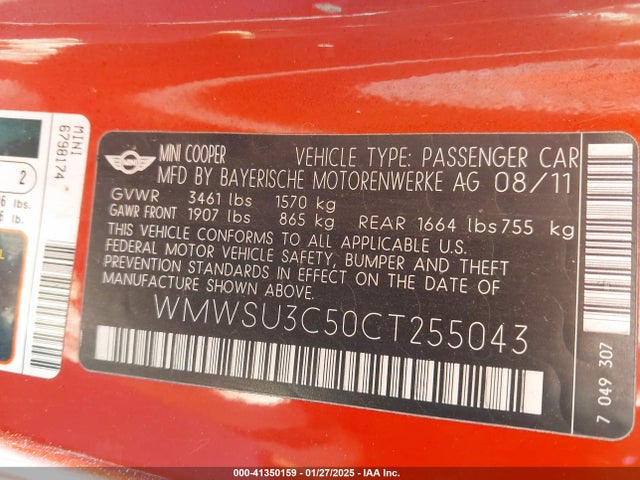 MINI
6798174
2
lbs.
lb.
MINI COOPER VEHICLE TYPE: PASSENGER CAR
MFD BY BAYERISCHE MOTORENWERKE AG 08/11
GVWR 3461 lbs 1570 kg
GAWR FRONT 1907 lbs 865 kg REAR 1664 lbs 755 kg
THIS VEHICLE CONFORMS TO ALL APPLICABLE U.S.
FEDERAL MOTOR VEHICLE SAFETY, BUMPER AND THEFT
PREVENTION STANDARDS IN EFFECT ON THE DATE OF
MANUFACTURE SHOWN ABOVE.
WMWSU3C50CT255043
7 049 307
000-41350159 — 01/27/2025 — IAA Inc.